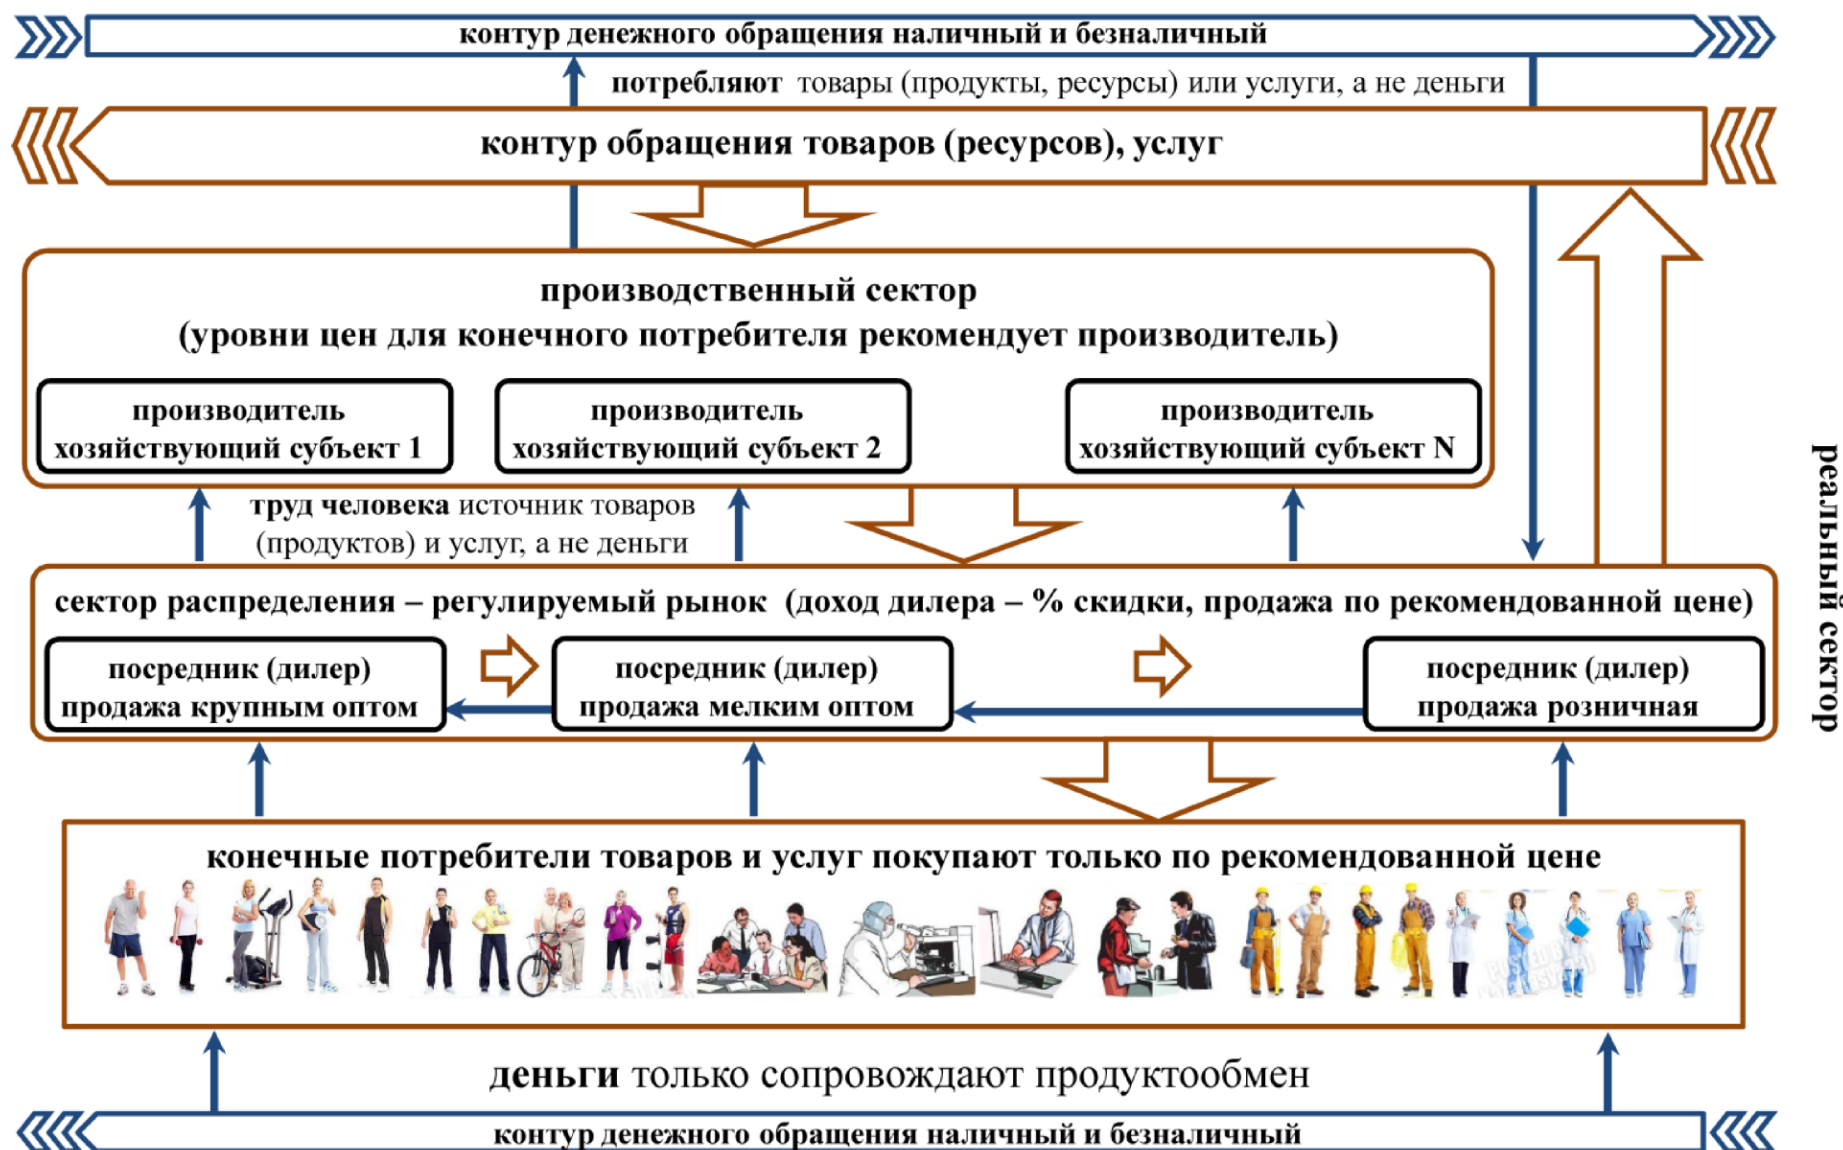 контур денежного обращения наличный и безналичный
потребляют товары (продукты, ресурсы) или услуги, а не деньги
контур обращения товаров (ресурсов), услуг
производственный сектор
(уровни цен для конечного потребителя рекомендует производитель)
производитель
хозяйствующий субъект 1
производитель
хозяйствующий субъект 2
производитель
хозяйствующий субъект N
труд человека источник товаров
(продуктов) и услуг, а не деньги
сектор распределения – регулируемый рынок (доход дилера – % скидки, продажа по рекомендованной цене)
посредник (дилер)
продажа крупным оптом
посредник (дилер)
продажа мелким оптом
посредник (дилер)
продажа розничная
реальный сектор
конечные потребители товаров и услуг покупают только по рекомендованной цене
деньги только сопровождают продуктообмен
контур денежного обращения наличный и безналичный